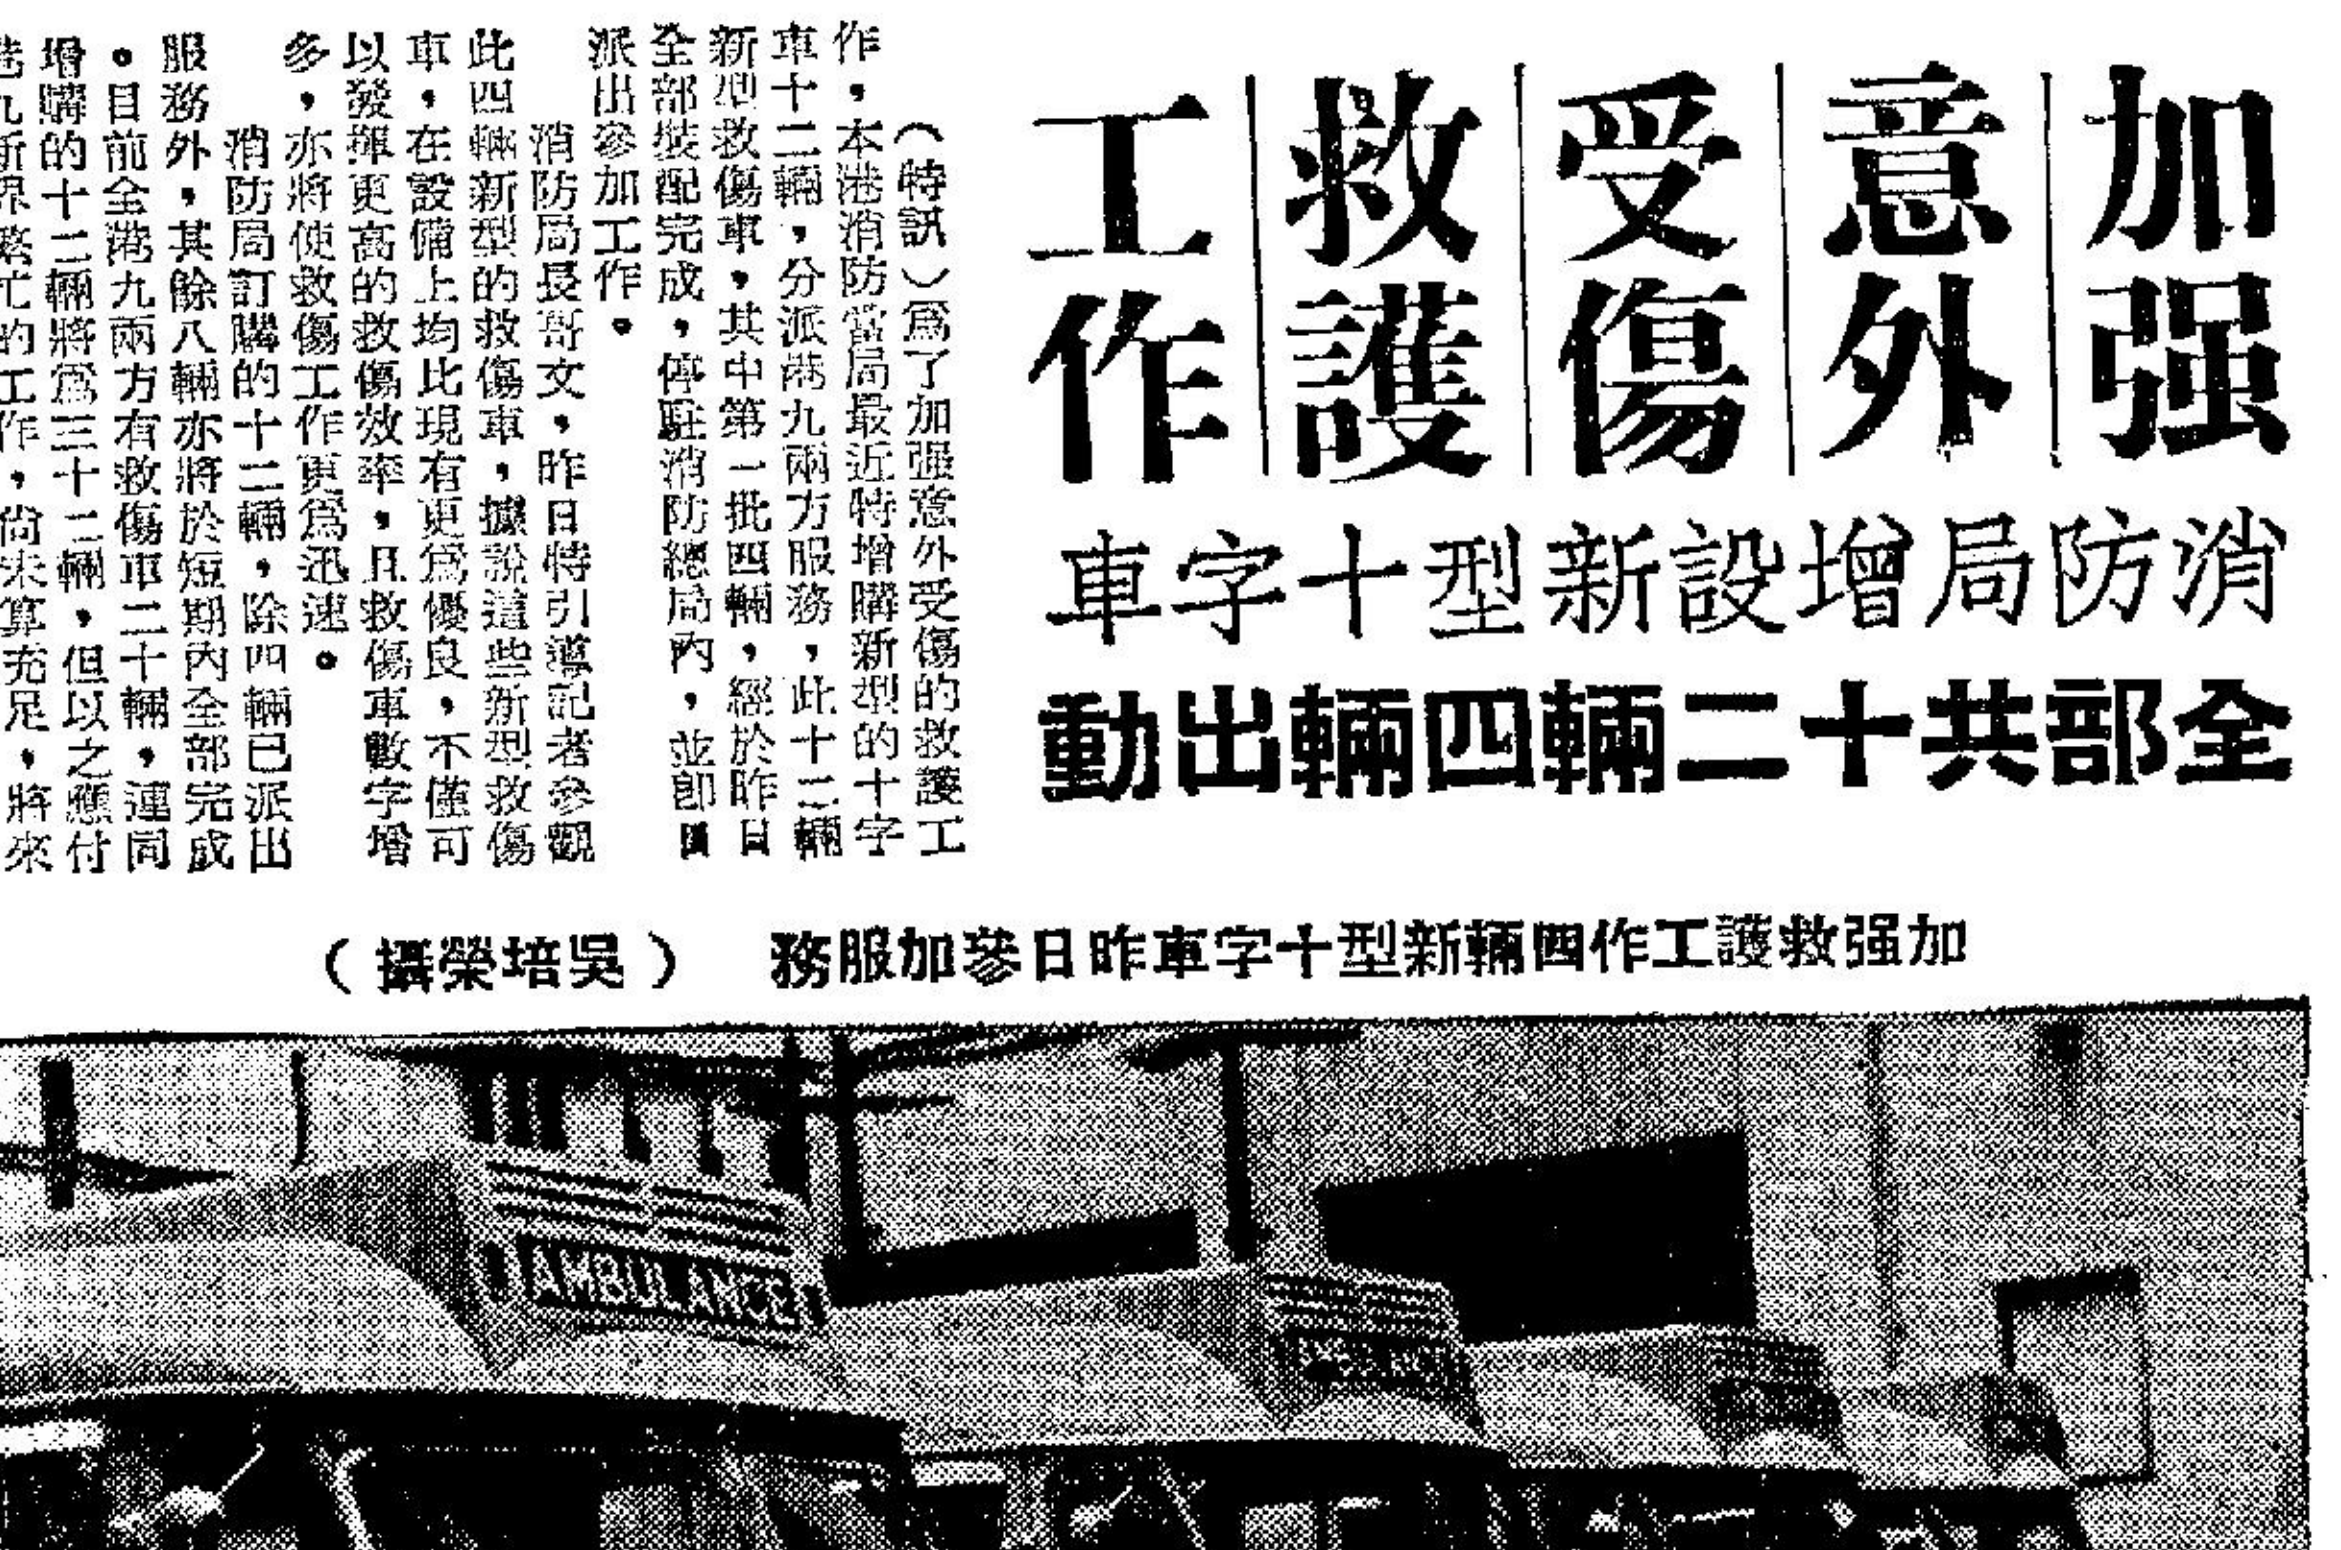 加强
意外
受傷
救護
工作
消防局增設新型十字車
全部共十二輛四輛出動
（特訊）爲了加强意外受傷的救護工
作，本港消防當局最近特增購新型的十字
車十二輛，分派港九兩方服務，此十二輛
新型救傷車，其中第一批四輛，經於昨日
全部裝配完成，停駐消防總局內，並卽日
派出參加工作。
消防局長哥文，昨日特引導記者參觀
此四輛新型的救傷車，據說這些新型救傷
車，在設備上均比現有更爲優良，不僅可
以發揮更高的救傷效率，且救傷車數字增
多，亦將使救傷工作更爲迅速。
消防局訂購的十二輛，除四輛已派出
服務外，其餘八輛亦將於短期內全部完成
。目前全港九兩方有救傷車二十輛，連同
增購的十二輛將爲三十二輛，但以之應付
港九新界繁忙的工作，尙未算充足，將來
加强救護工作四輛新型十字車昨日參加服務　（吳培榮攝）
AMBULANCE